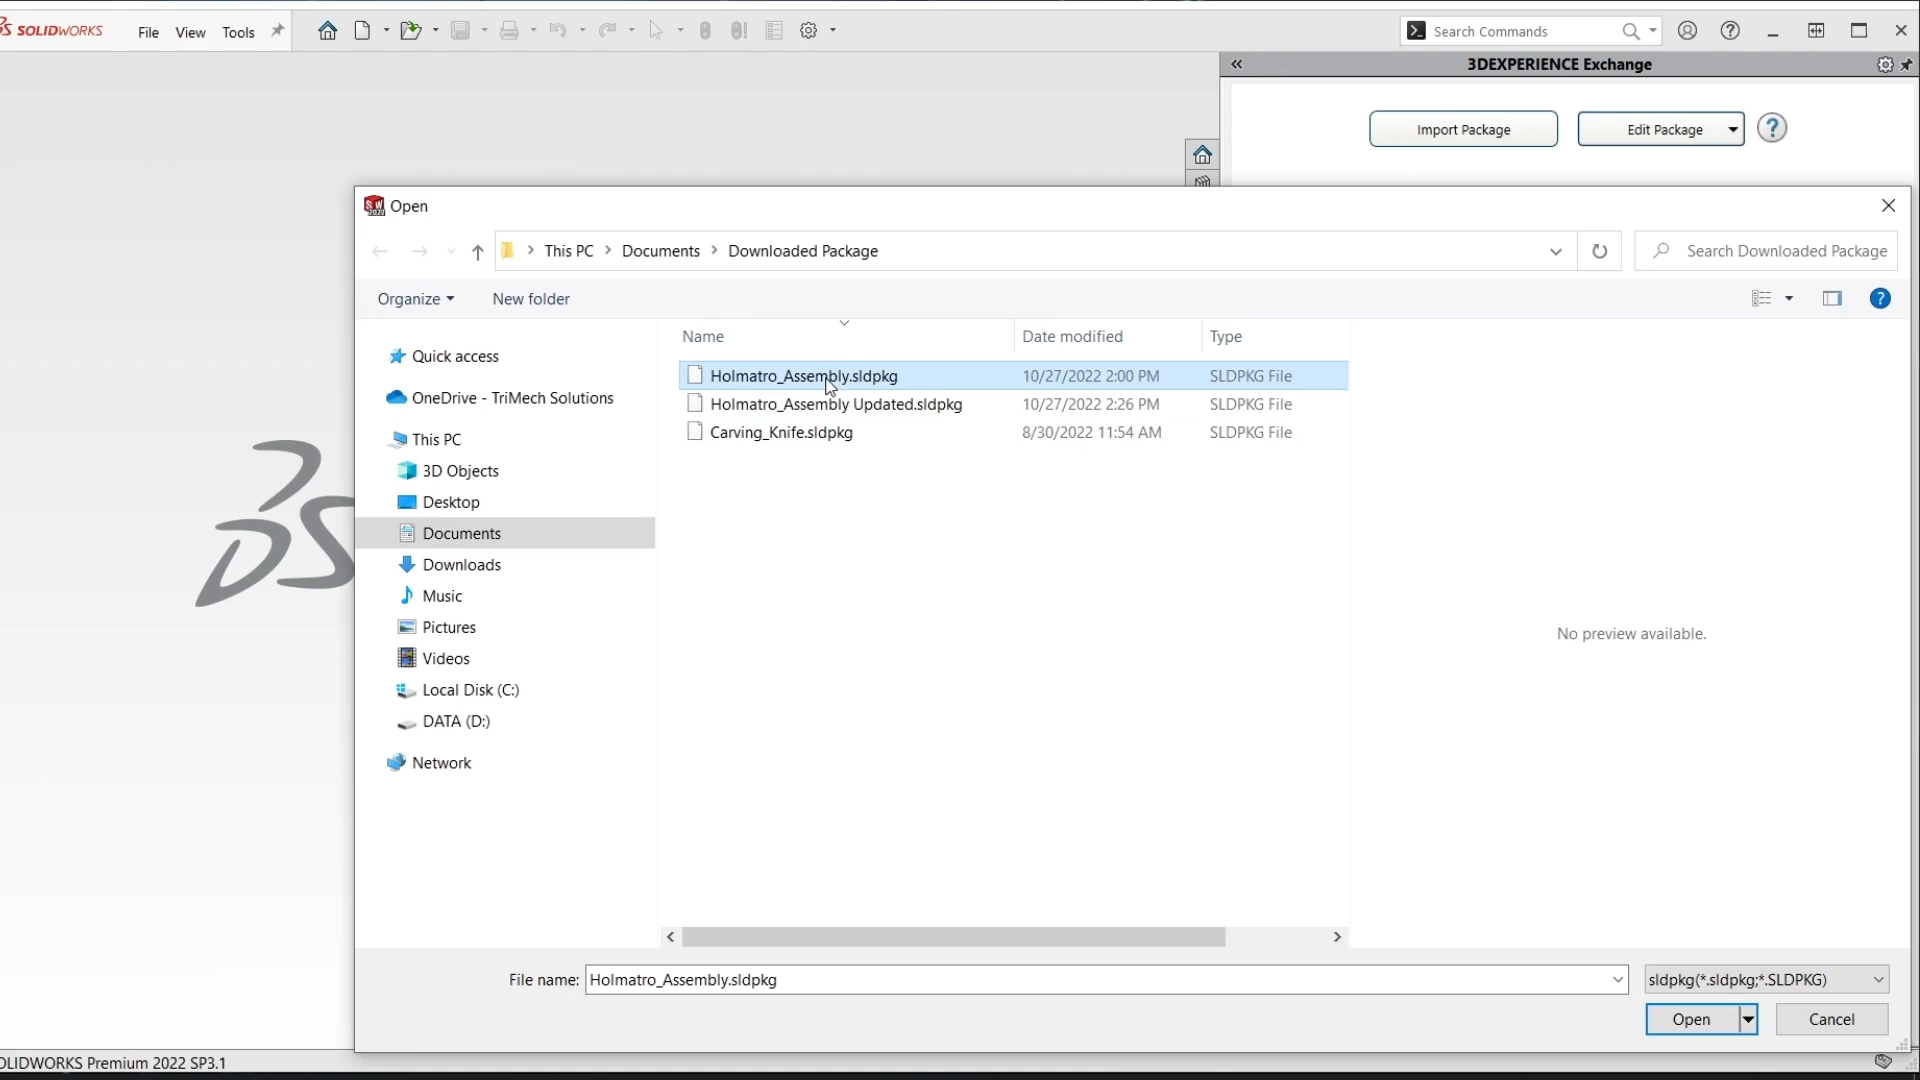 SOLIDWORKS File View Tools Search Commands
3DEXPERIENCE Exchange
Import Package Edit Package ?
Open
This PC > Documents > Downloaded Package Search Downloaded Package
Organize New folder
Name Date modified Type
Quick access
OneDrive - TriMech Solutions
This PC
3D Objects
Desktop
Documents
Downloads
Music
Pictures
Videos
Local Disk (C:)
DATA (D:)
Network
Holmatro_Assembly.sldpkg 10/27/2022 2:00 PM SLDPKG File
Holmatro_Assembly Updated.sldpkg 10/27/2022 2:26 PM SLDPKG File
Carving_Knife.sldpkg 8/30/2022 11:54 AM SLDPKG File
No preview available.
File name: Holmatro_Assembly.sldpkg sldpkg(*.sldpkg;*.SLDPKG)
Open Cancel
OLIDWORKS Premium 2022 SP3.1